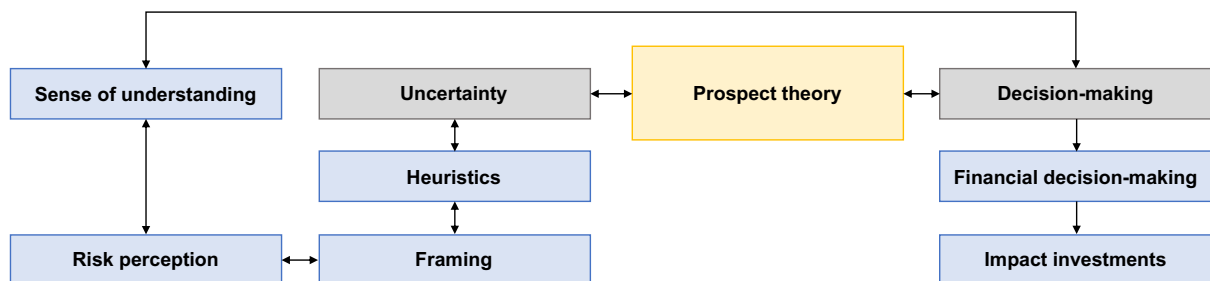 Sense of understanding
Uncertainty
Prospect theory
Decision-making
Heuristics
Financial decision-making
Risk perception
Framing
Impact investments